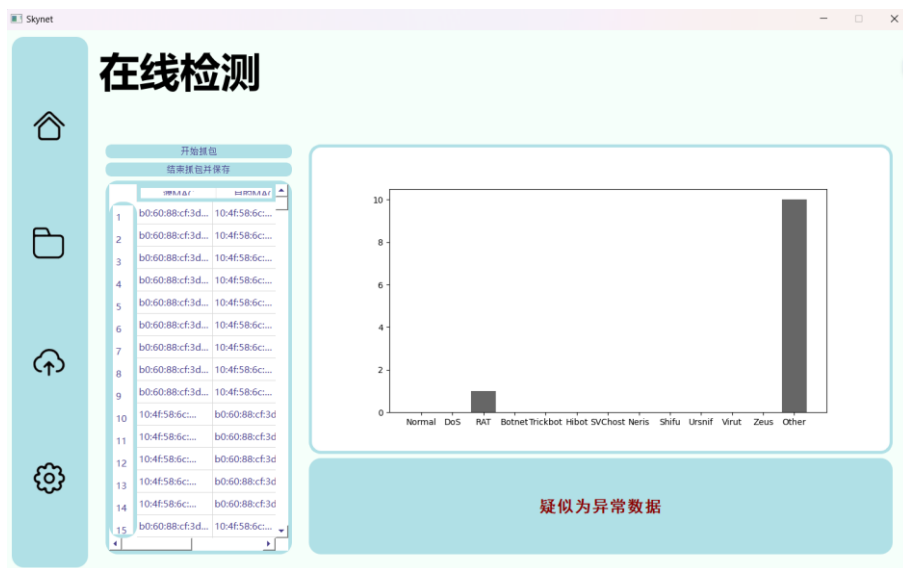 Skynet
在线检测
开始抓包
结束抓包并保存
1 b0:60:88:cf:3d... 10:4f:58:6c:...
2 b0:60:88:cf:3d... 10:4f:58:6c:...
3 b0:60:88:cf:3d... 10:4f:58:6c:...
4 b0:60:88:cf:3d... 10:4f:58:6c:...
5 b0:60:88:cf:3d... 10:4f:58:6c:...
6 b0:60:88:cf:3d... 10:4f:58:6c:...
7 b0:60:88:cf:3d... 10:4f:58:6c:...
8 b0:60:88:cf:3d... 10:4f:58:6c:...
9 b0:60:88:cf:3d... 10:4f:58:6c:...
10 10:4f:58:6c:... b0:60:88:cf:3d
11 10:4f:58:6c:... b0:60:88:cf:3d
12 10:4f:58:6c:... b0:60:88:cf:3d
13 10:4f:58:6c:... b0:60:88:cf:3d
14 10:4f:58:6c:... b0:60:88:cf:3d
15 b0:60:88:cf:3d... 10:4f:58:6c:...
10
8
6
4
2
0
Normal DoS RAT Botnet Trickbot Hibot SVChost Neris Shifu Ursnif Virut Zeus Other
疑似为异常数据